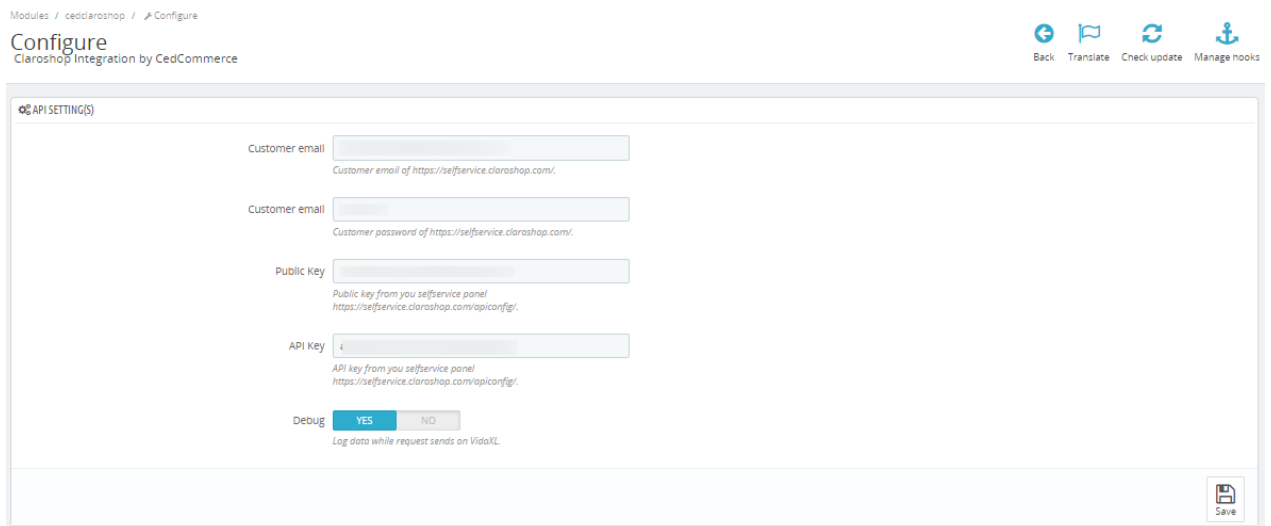 Modules / cedclaroshop / Configure
Configure
Claroshop Integration by CedCommerce
Back
Translate
Check update
Manage hooks
API SETTING(S)
Customer email
Customer email of https://selfservice.claroshop.com/.
Customer email
Customer password of https://selfservice.claroshop.com/.
Public Key
Public key from you selfservice panel
https://selfservice.claroshop.com/apiconfig/.
API Key
API key from you selfservice panel
https://selfservice.claroshop.com/apiconfig/.
Debug
YES
NO
Log data while request sends on VidaXL.
Save